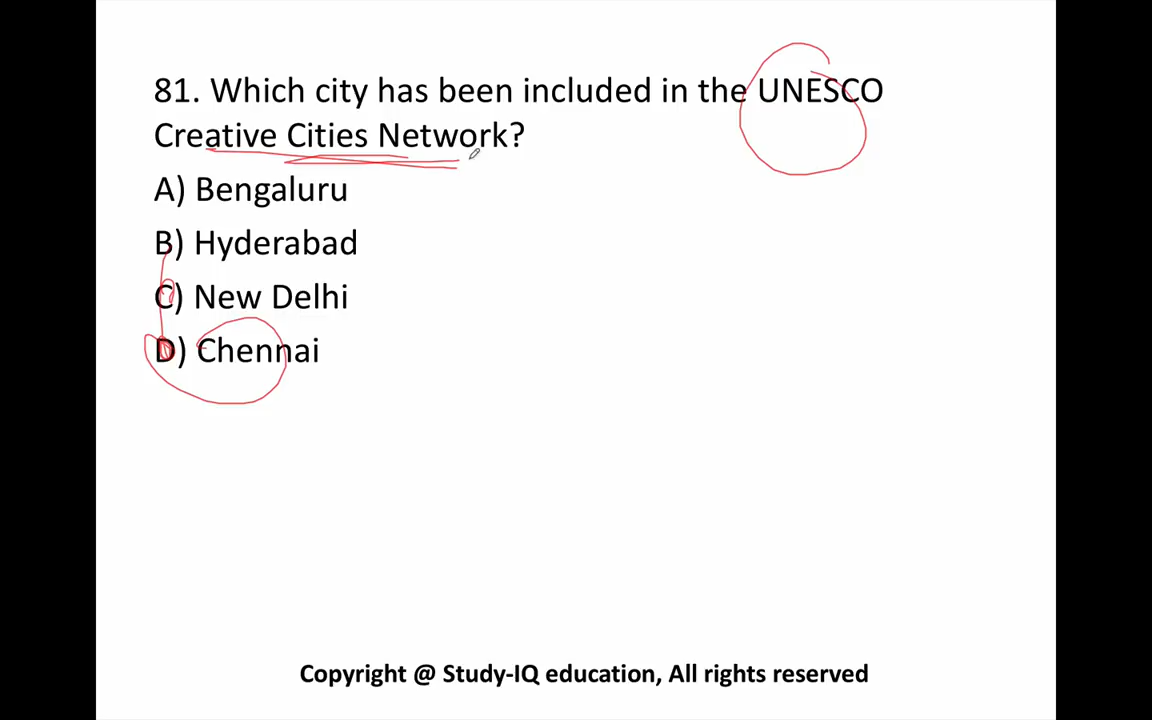 81. Which city has been included in the UNESCO
Creative Cities Network?
A) Bengaluru
B) Hyderabad
C) New Delhi
D) Chennai
Copyright @ Study-IQ education, All rights reserved